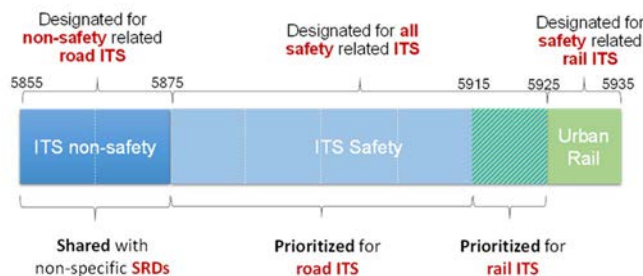 Designated for
non-safety related
road ITS
Designated for all
safety related ITS
Designated for
safety related
rail ITS
5855
5875
5915
5925
5935
ITS non-safety
ITS Safety
Urban
Rail
Shared with
non-specific SRDs
Prioritized for
road ITS
Prioritized for
rail ITS